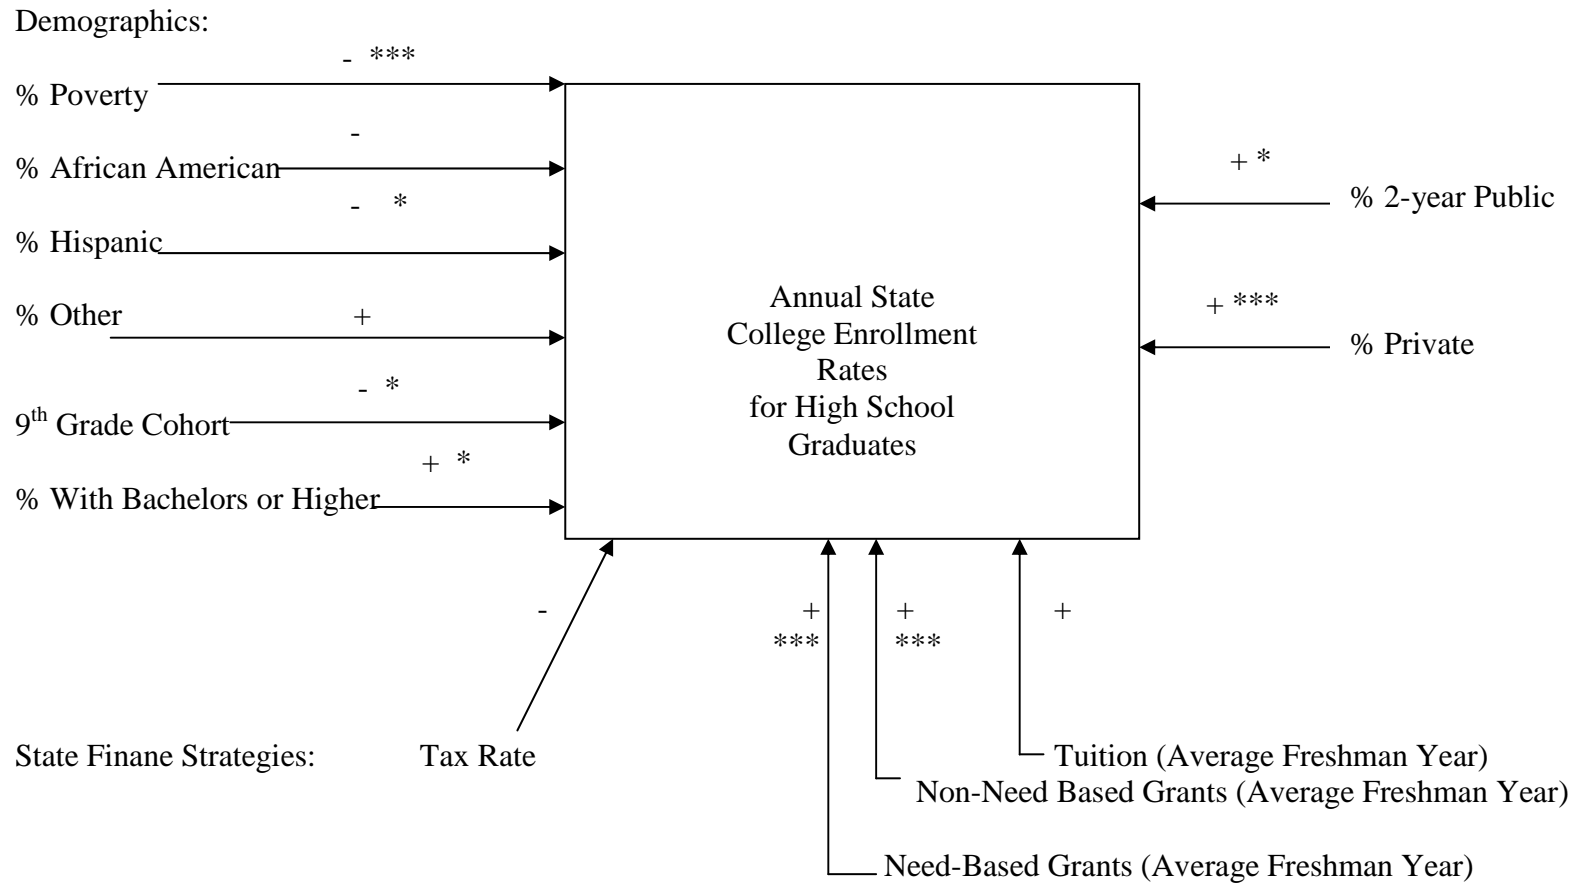 Demographics:
- ***
% Poverty
-
% African American
- *
% Hispanic
% Other
+
- *
9th Grade Cohort
+ *
% With Bachelors or Higher
Annual State
College Enrollment
Rates
for High School
Graduates
+ *
% 2-year Public
+ ***
% Private
-
+
***
+
***
+
State Finane Strategies:
Tax Rate
Tuition (Average Freshman Year)
Non-Need Based Grants (Average Freshman Year)
Need-Based Grants (Average Freshman Year)